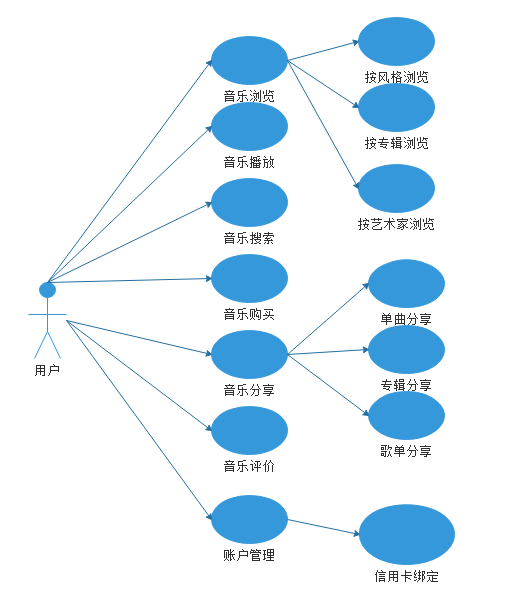 按风格浏览
音乐浏览
按专辑浏览
音乐播放
按艺术家浏览
音乐搜索
音乐购买
单曲分享
用户
专辑分享
音乐分享
歌单分享
音乐评价
账户管理
信用卡绑定